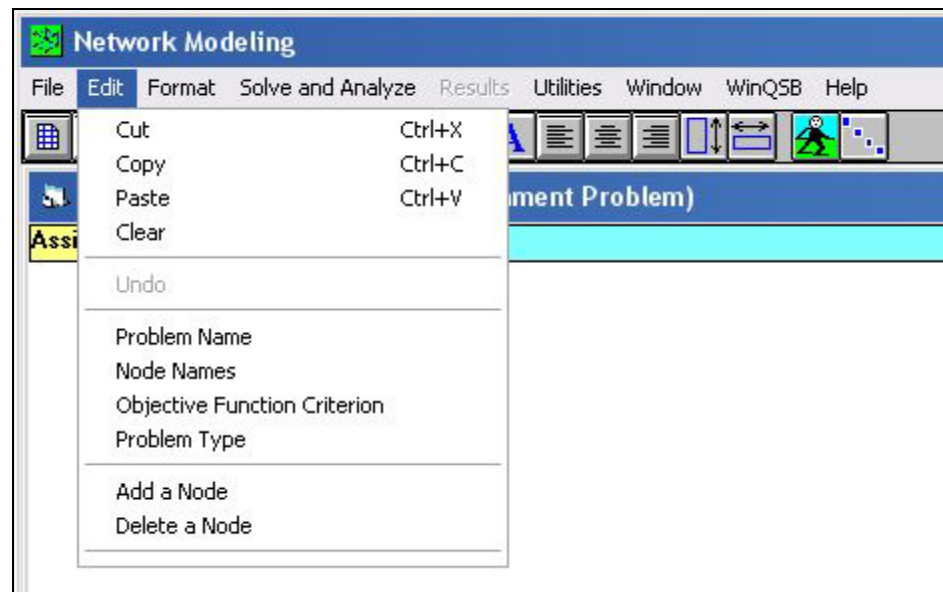 Network Modeling
File Edit Format Solve and Analyze Results Utilities Window WinQSB Help
Cut Ctrl+X
Copy Ctrl+C
Paste Ctrl+V
ment Problem)
Clear
Assi
Undo
Problem Name
Node Names
Objective Function Criterion
Problem Type
Add a Node
Delete a Node